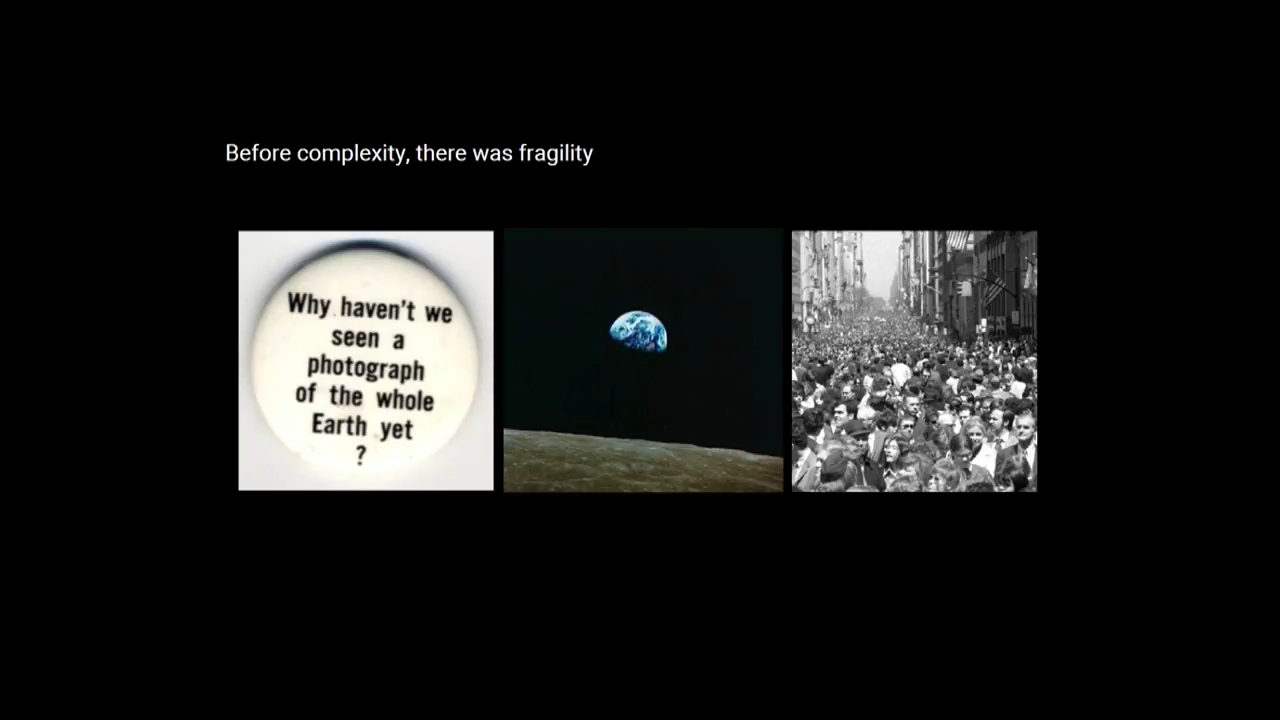 Before complexity, there was fragility
Why haven't we
seen a
photograph
of the whole
Earth yet
?